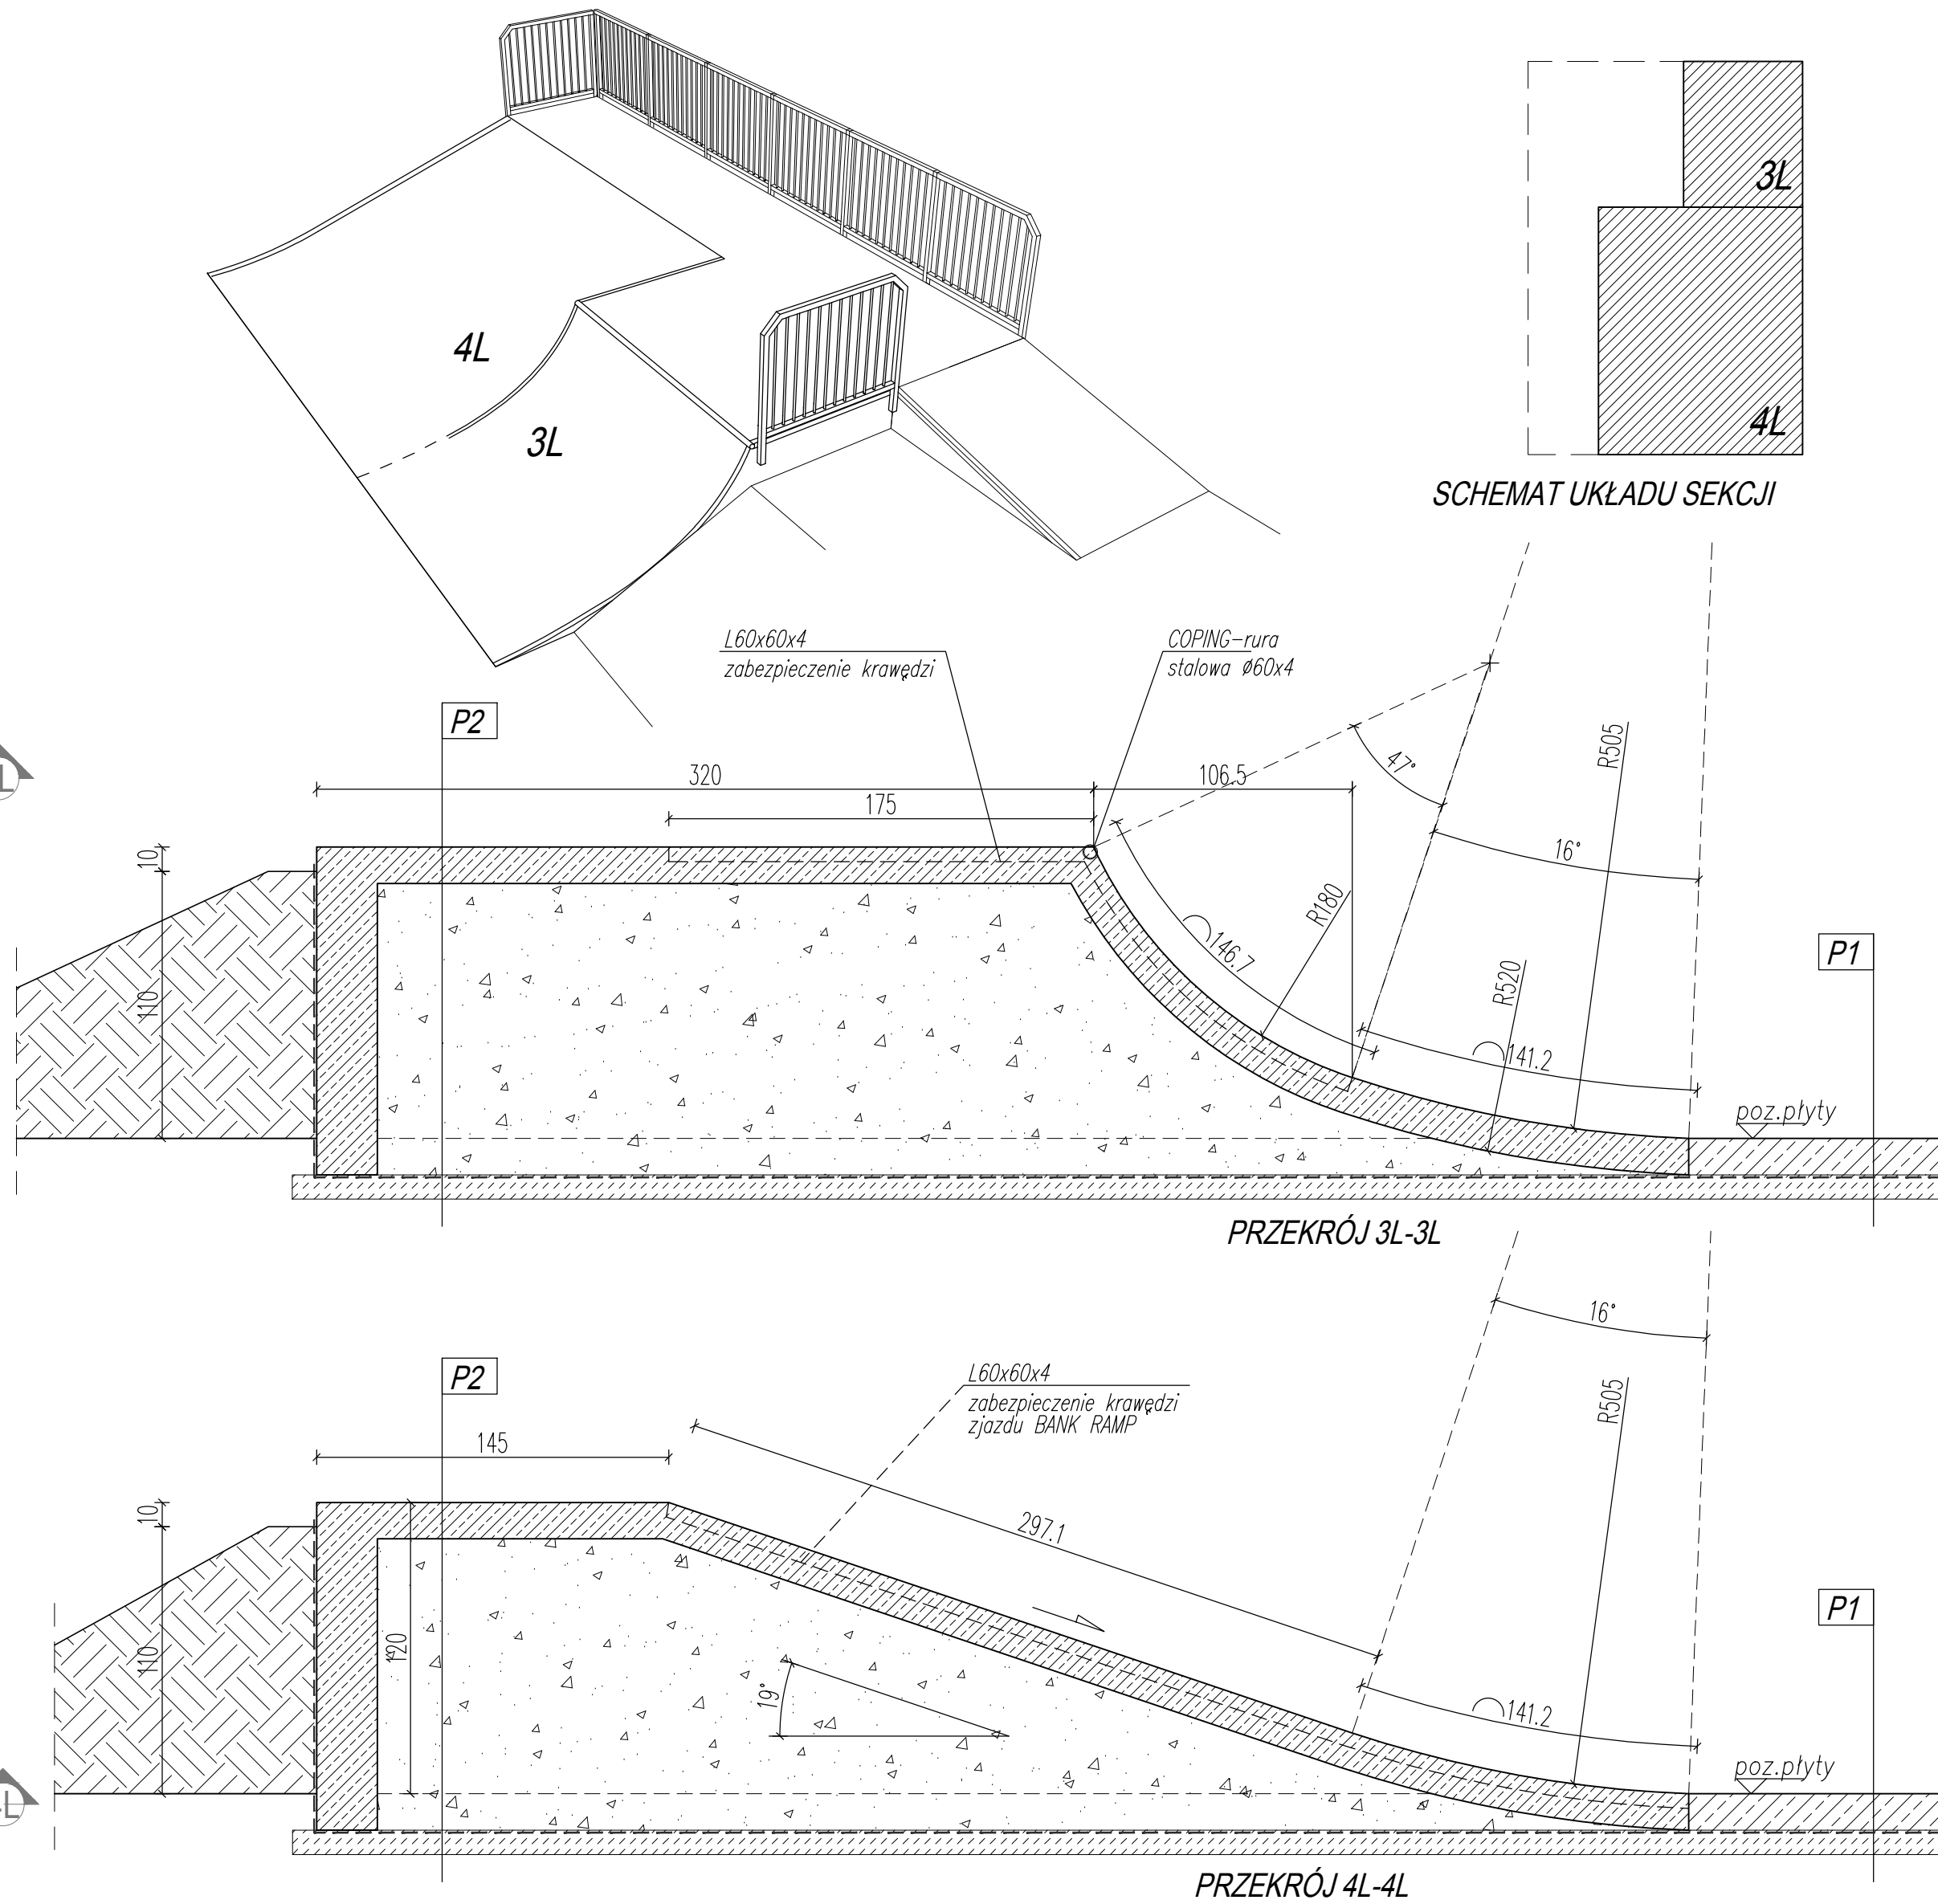 3L
4L
SCHEMAT UKŁADU SEKCJI
4L
3L
L60x60x4
zabezpieczenie krawędzi
COPING-rura
stalowa Ø60x4
P2
320
106.5
175
47°
16°
R505
10
110
R180
146.7
R520
141.2
P1
poz.płyty
L
PRZEKRÓJ 3L-3L
16°
P2
L60x60x4
zabezpieczenie krawędzi
zjazdu BANK RAMP
R505
145
10
297.1
110
120
19°
P1
141.2
poz.płyty
PRZEKRÓJ 4L-4L